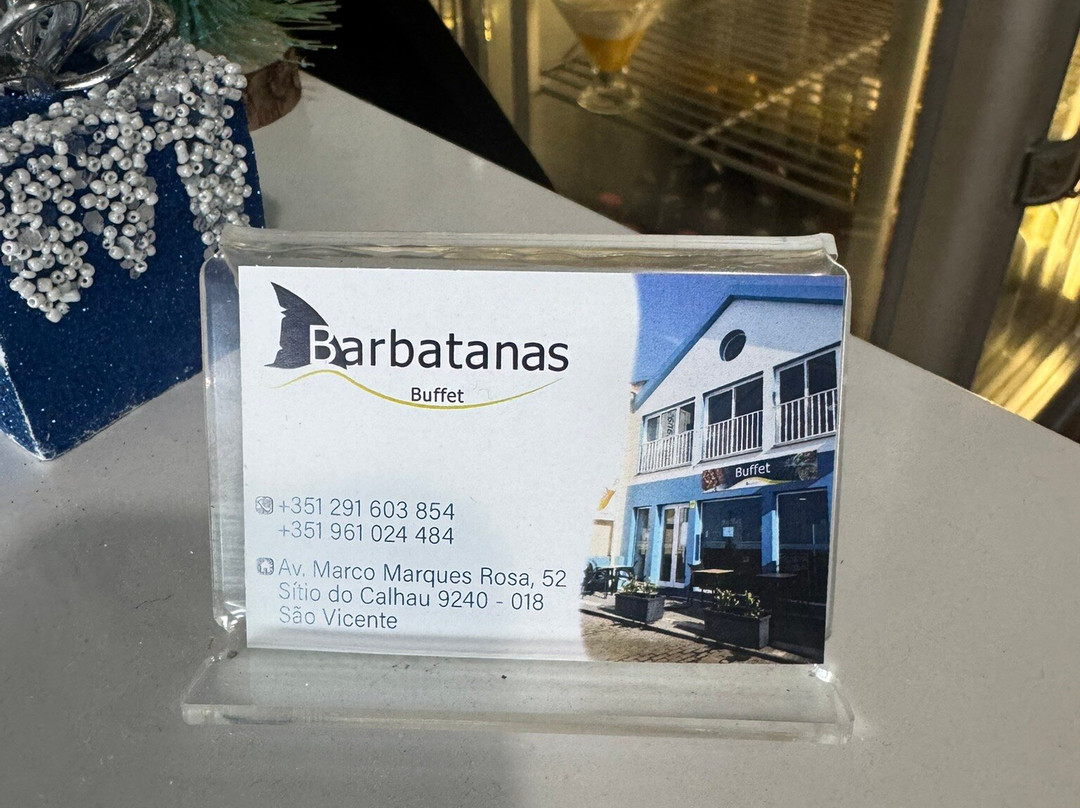 Barbatanas
Buffet
+351 291 603 854
+351 961 024 484
Av. Marco Marques Rosa, 52
Sítio do Calhau 9240 - 018
São Vicente
Buffet